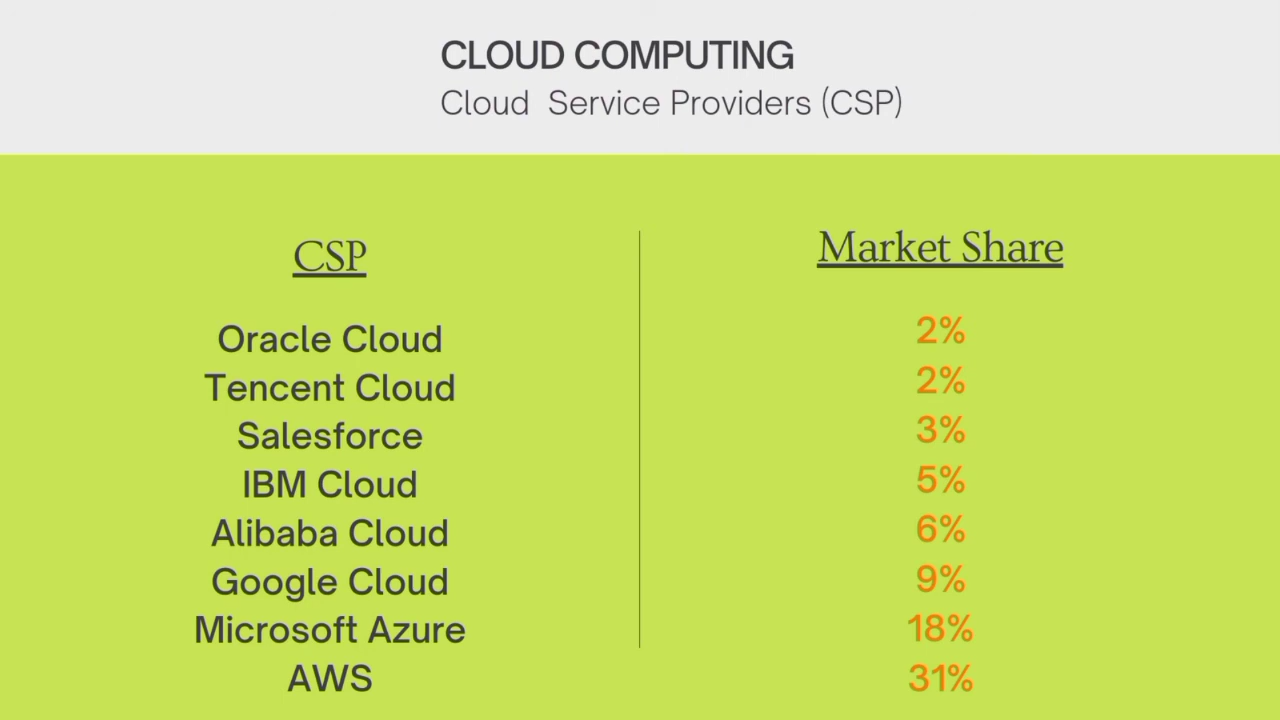 CLOUD COMPUTING
Cloud Service Providers (CSP)
CSP
Market Share
Oracle Cloud
2%
Tencent Cloud
2%
Salesforce
3%
IBM Cloud
5%
Alibaba Cloud
6%
Google Cloud
9%
Microsoft Azure
18%
AWS
31%